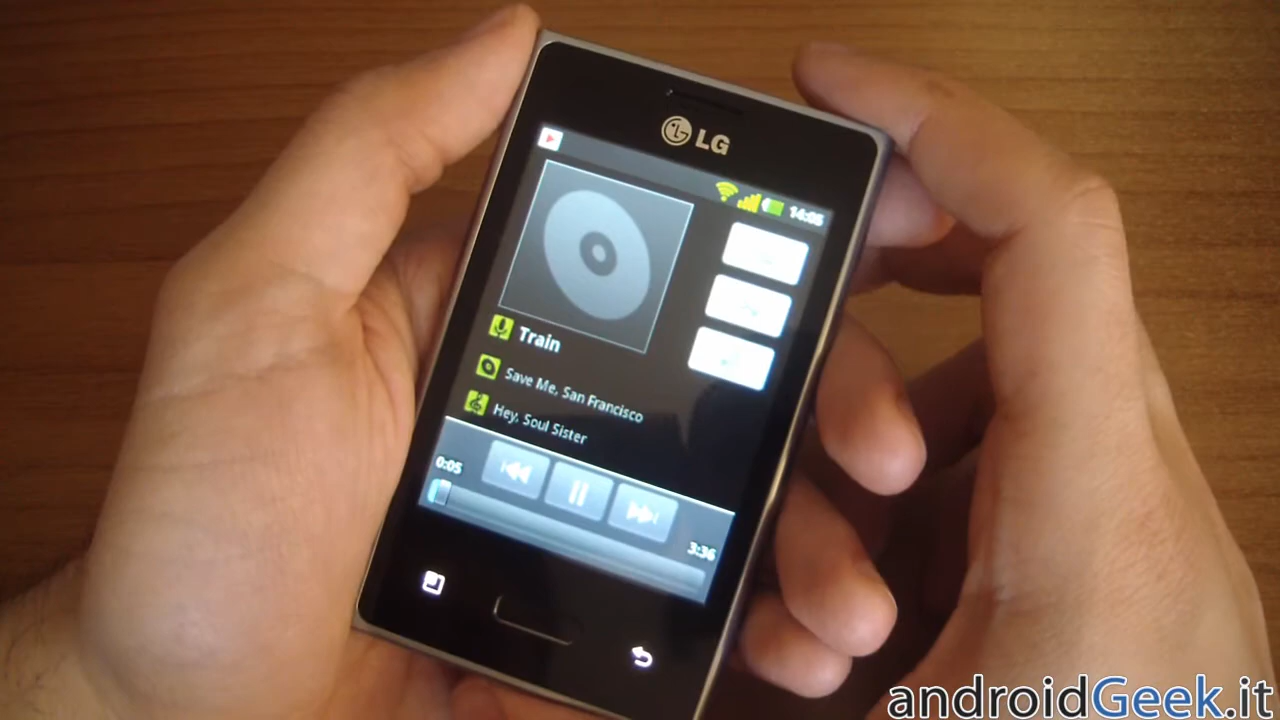 LG
14:05
Train
Save Me, San Francisco
Hey, Soul Sister
0:05
3:36
androidGeek.it